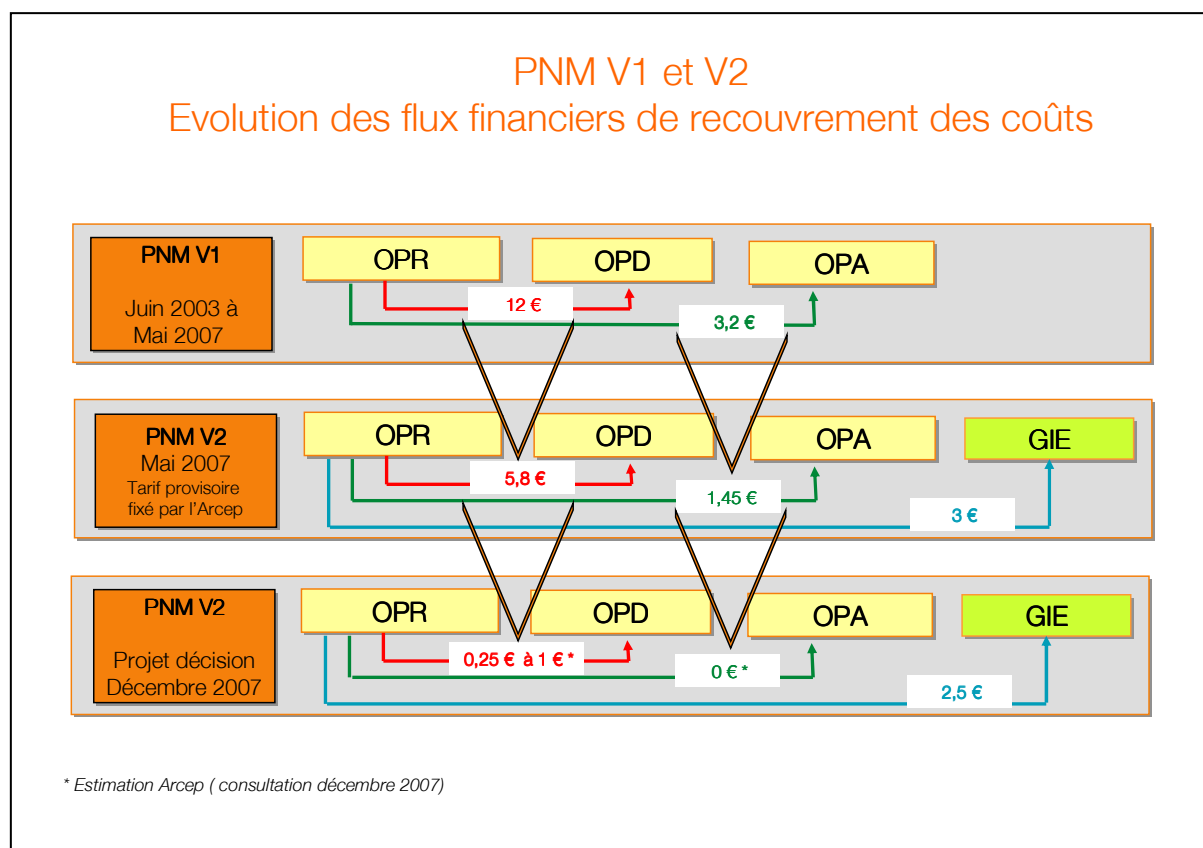 PNM V1 et V2
Evolution des flux financiers de recouvrement des coûts
PNM V1
Juin 2003 à
Mai 2007
OPR
OPD
OPA
12 €
3,2 €
PNM V2
Mai 2007
Tarif provisoire
fixé par l'Arcep
OPR
OPD
OPA
GIE
5,8 €
1,45 €
3 €
PNM V2
Projet décision
Décembre 2007
OPR
OPD
OPA
GIE
0,25 € à 1 € *
0 € *
2,5 €
* Estimation Arcep ( consultation décembre 2007)